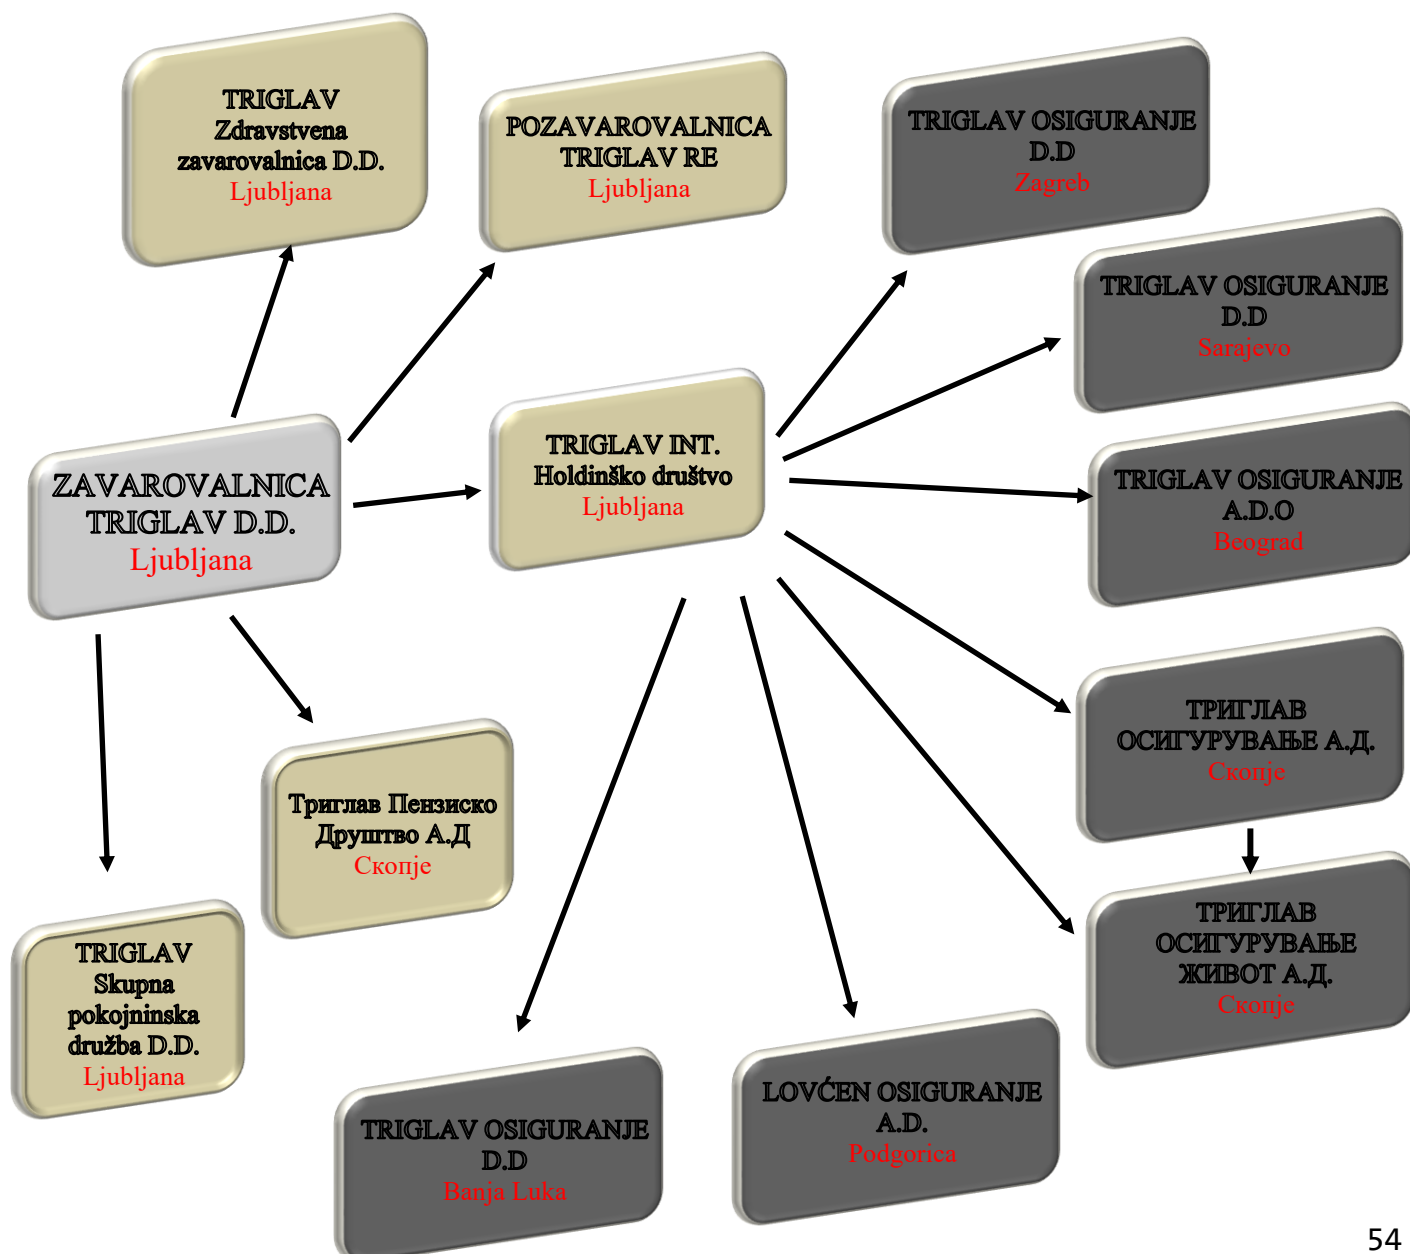 TRIGLAV
Zdravstvena
zavarovalnica D.D.
Ljubljana
POZAVAROVALNICA
TRIGLAV RE
Ljubljana
TRIGLAV OSIGURANJE
D.D
Zagreb
TRIGLAV OSIGURANJE
D.D
Sarajevo
ZAVAROVALNICA
TRIGLAV D.D.
Ljubljana
TRIGLAV INT.
Holdinško društvo
Ljubljana
TRIGLAV OSIGURANJE
A.D.O
Beograd
ТРИГЛАВ
ОСИГУРУВАЊЕ А.Д.
Скопје
Триглав Пензиско
Друштво А.Д
Скопје
ТРИГЛАВ
ОСИГУРУВАЊЕ
ЖИВОТ А.Д.
Скопје
TRIGLAV
Skupna
pokojninska
družba D.D.
Ljubljana
TRIGLAV OSIGURANJE
D.D
Banja Luka
LOVĆEN OSIGURANJE
A.D.
Podgorica
54